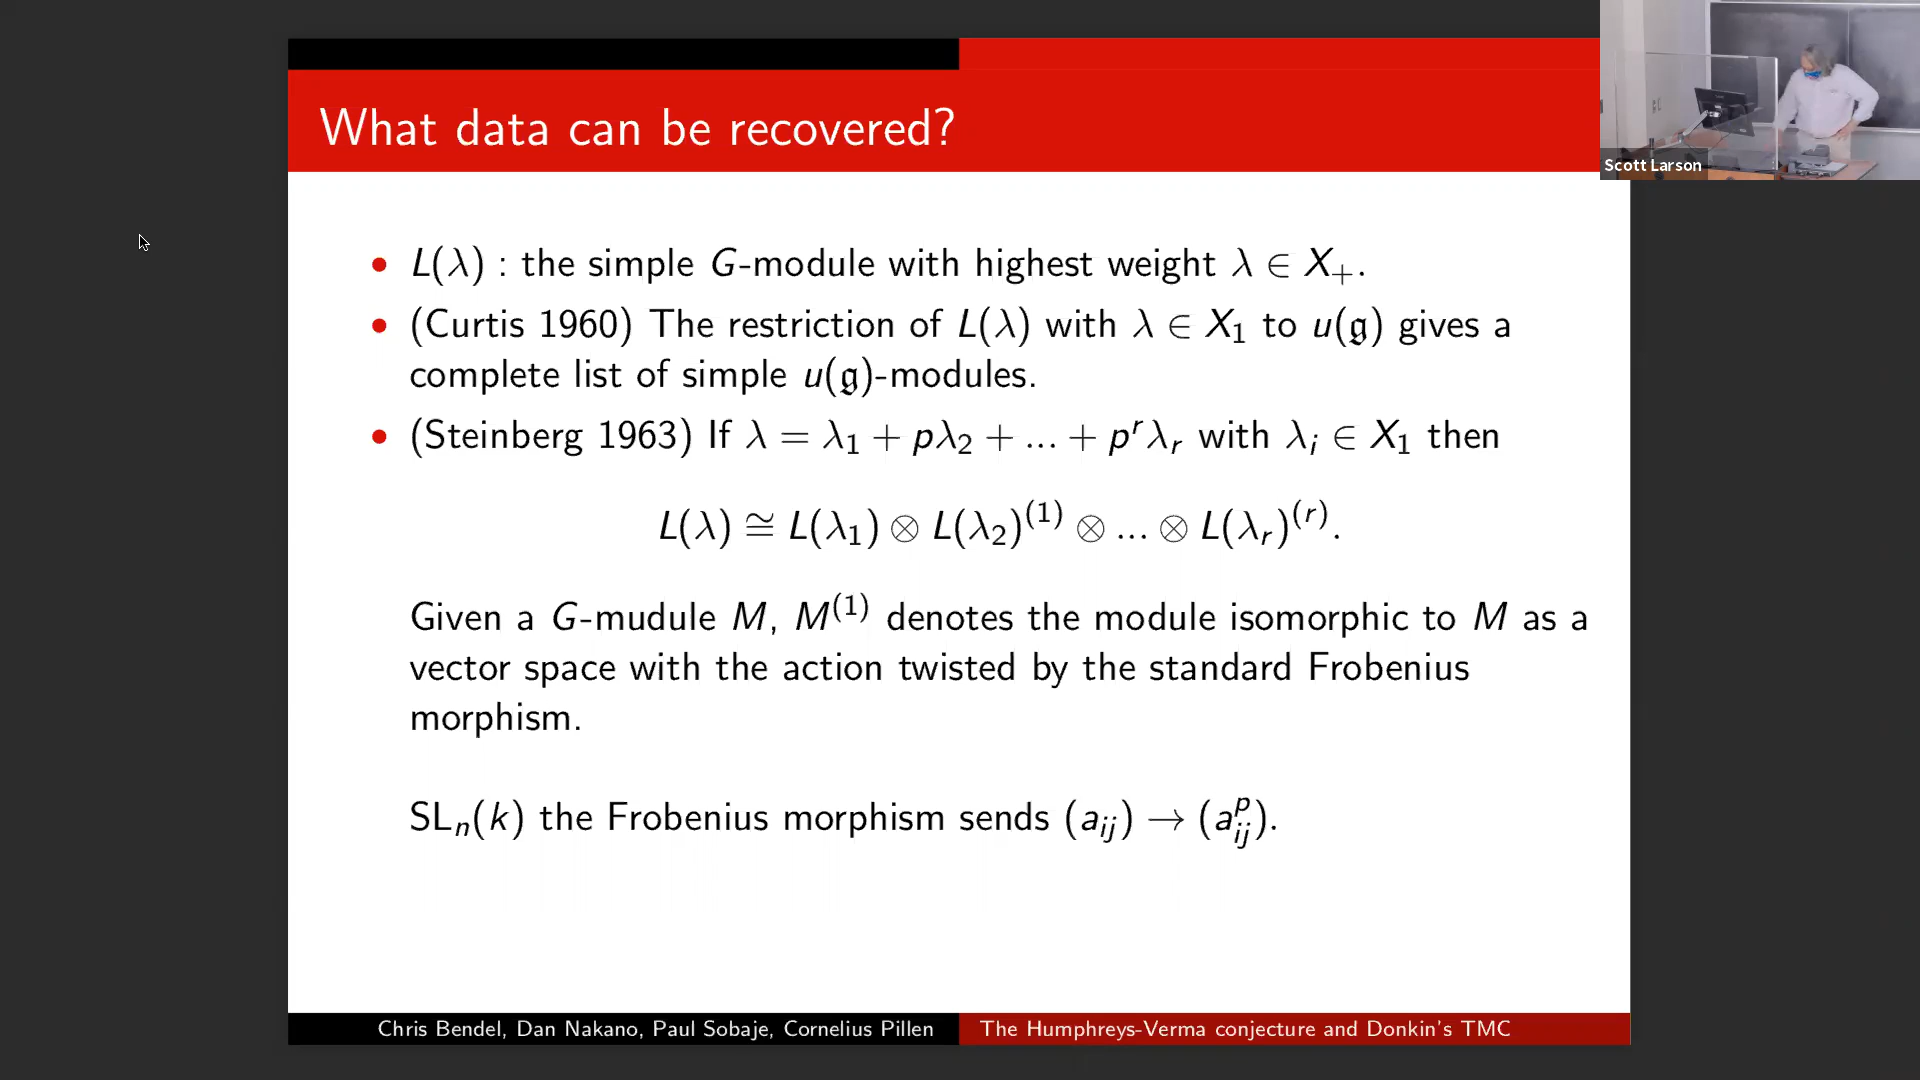 What data can be recovered?
Scott Larson
• L(λ) : the simple G-module with highest weight λ ∈ X₊.
• (Curtis 1960) The restriction of L(λ) with λ ∈ X₁ to u(𝔤) gives a
complete list of simple u(𝔤)-modules.
• (Steinberg 1963) If λ = λ₁ + pλ₂ + ... + pʳλᵣ with λᵢ ∈ X₁ then
L(λ) ≅ L(λ₁) ⊗ L(λ₂)⁽¹⁾ ⊗ ... ⊗ L(λᵣ)⁽ʳ⁾.
Given a G-mudule M, M⁽¹⁾ denotes the module isomorphic to M as a
vector space with the action twisted by the standard Frobenius
morphism.
SLₙ(k) the Frobenius morphism sends (aᵢⱼ) → (aᵢⱼᵖ).
Chris Bendel, Dan Nakano, Paul Sobaje, Cornelius Pillen
The Humphreys-Verma conjecture and Donkin's TMC